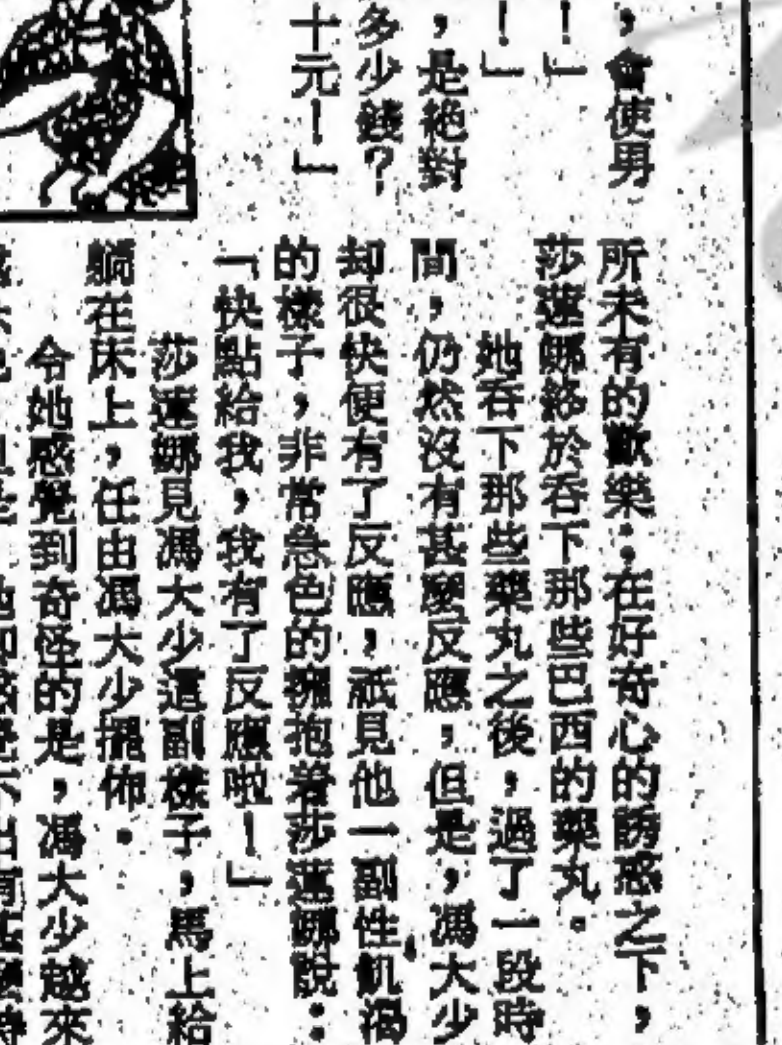 ，會使男
！」
！」
，是絕對
多少錢？
十元！」
所未有的歡樂；在好奇心的誘惑之下，
莎蓮娜終於吞下那些巴西的藥丸。
她吞下那些藥丸之後，過了一段時
間，仍然沒有甚麼反應，但是，馮大少
却很快便有了反應，祇見他一副性飢渴
的樣子，非常急色的擁抱着莎蓮娜說：
「快點給我，我有了反應啦！」
莎蓮娜見馮大少這副樣子，馬上給
躺在床上，任由馮大少擺佈。
令她感覺到奇怪的是，馮大少越來